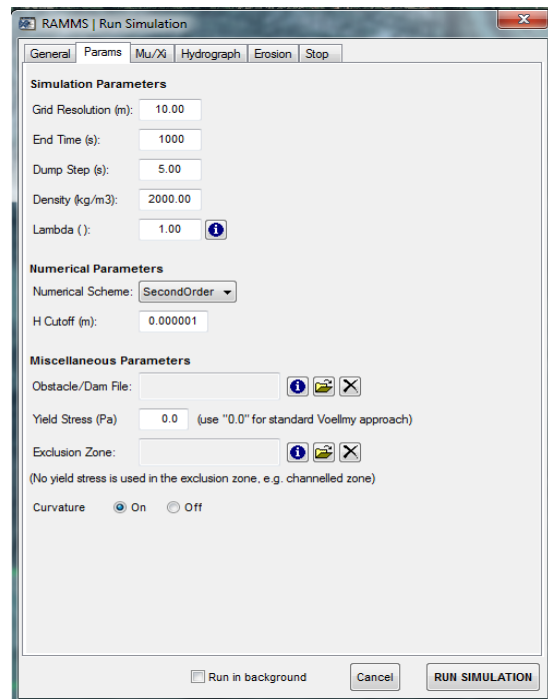 RAMMS | Run Simulation
General Params Mu/Xi Hydrograph Erosion Stop
Simulation Parameters
Grid Resolution (m): 10.00
End Time (s): 1000
Dump Step (s): 5.00
Density (kg/m3): 2000.00
Lambda ( ): 1.00
Numerical Parameters
Numerical Scheme: SecondOrder
H Cutoff (m): 0.000001
Miscellaneous Parameters
Obstacle/Dam File:
Yield Stress (Pa) 0.0 (use "0.0" for standard Voellmy approach)
Exclusion Zone:
(No yield stress is used in the exclusion zone, e.g. channelled zone)
Curvature On Off
Run in background Cancel RUN SIMULATION